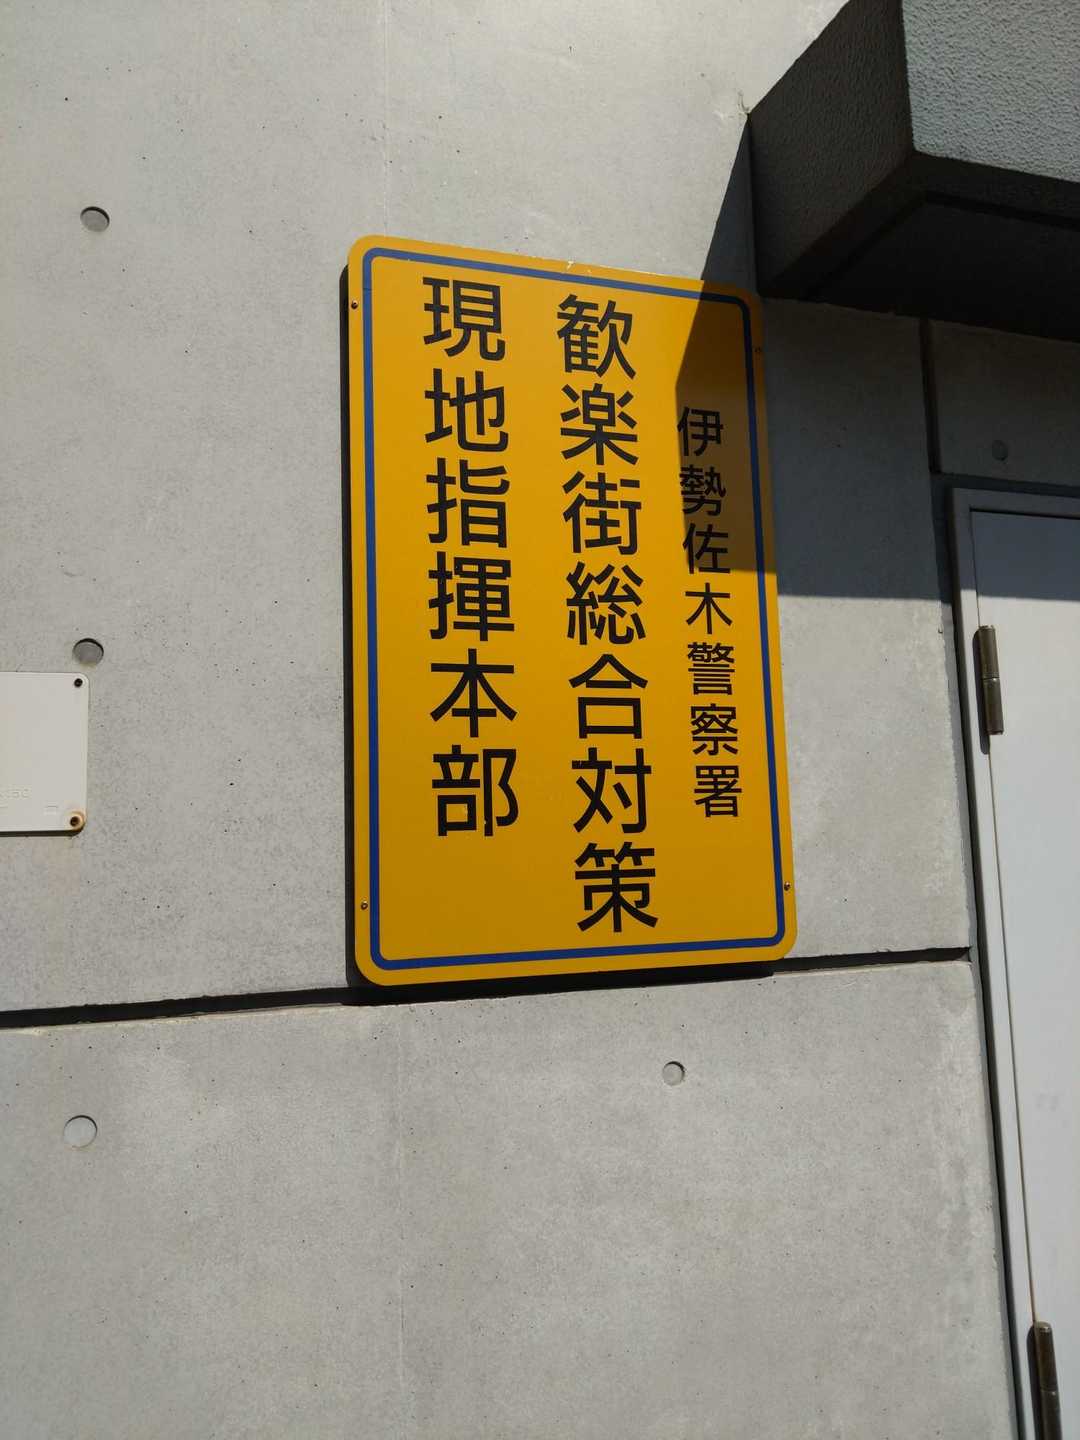 伊勢佐木警察署
歓楽街総合対策
現地指揮本部